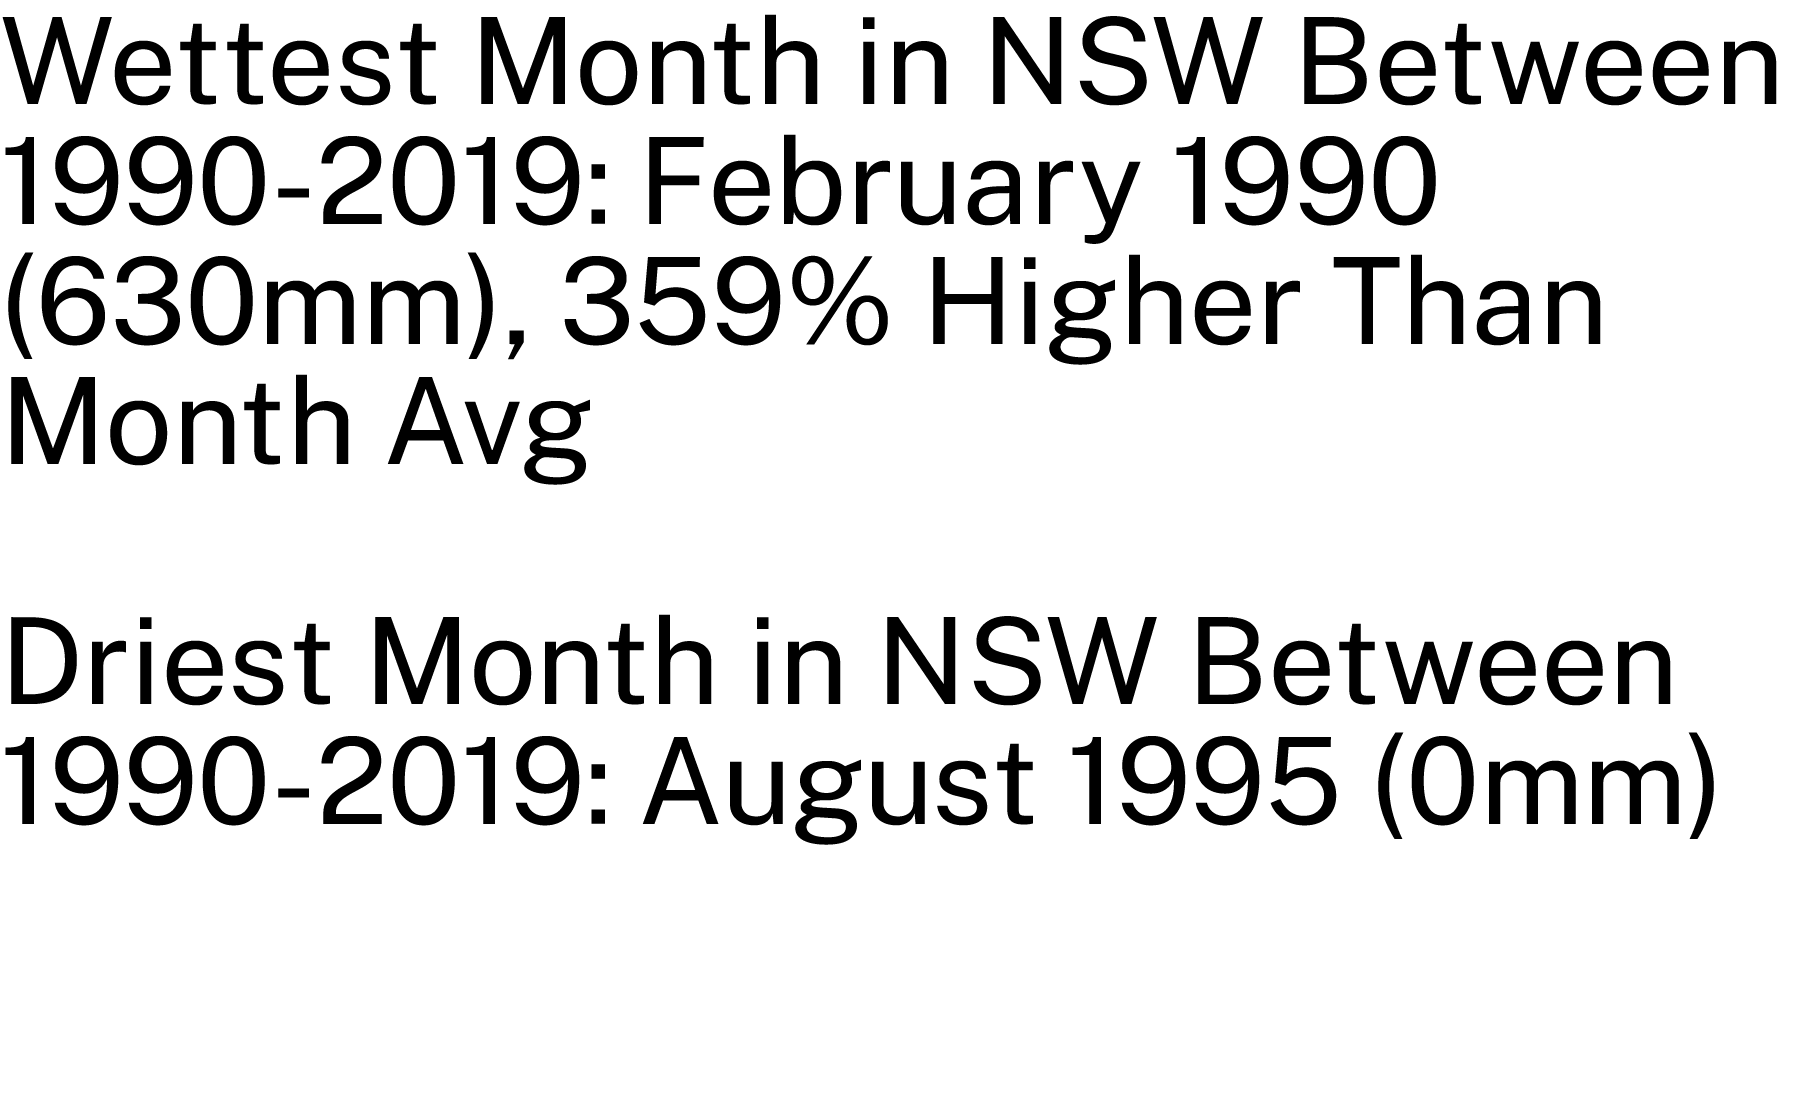 Wettest Month in NSW Between
1990-2019: February 1990
(630mm), 359% Higher Than
Month Avg
Driest Month in NSW Between
1990-2019: August 1995 (0mm)